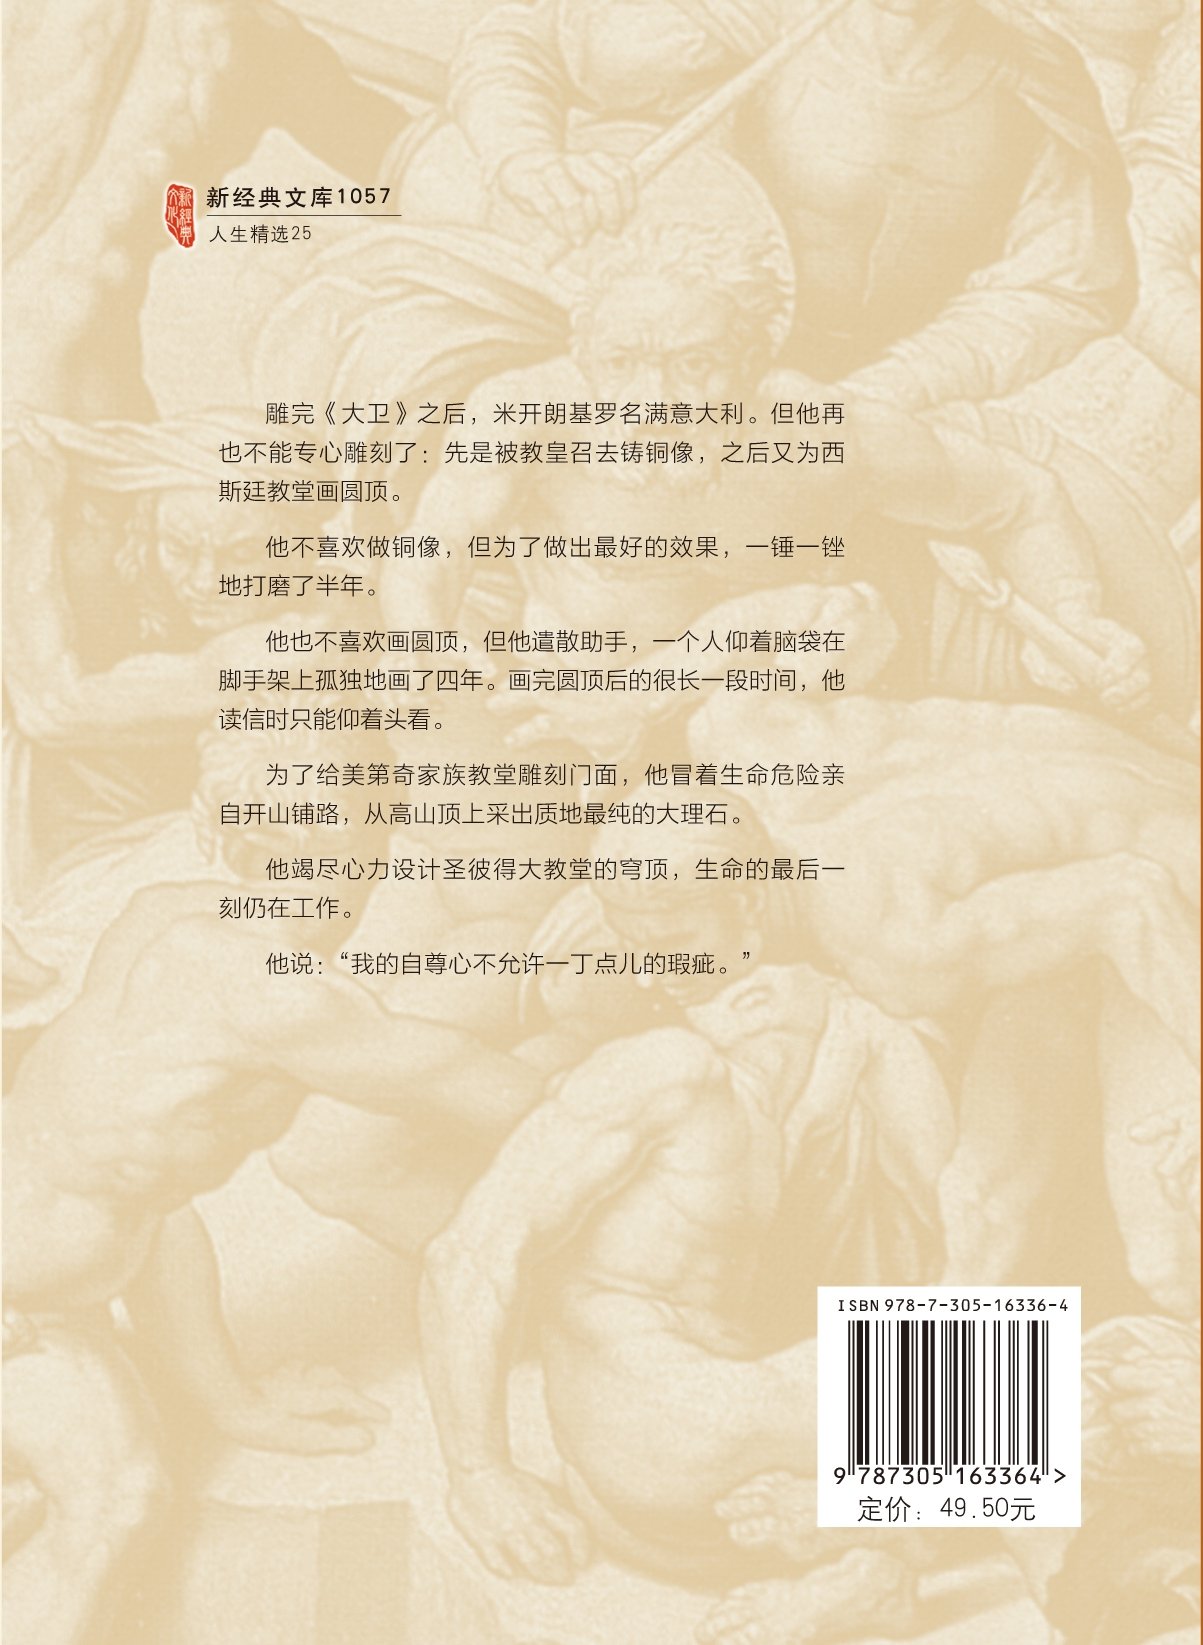 新經典
文化
新经典文库1057
人生精选25
雕完《大卫》之后，米开朗基罗名满意大利。但他再
也不能专心雕刻了：先是被教皇召去铸铜像，之后又为西
斯廷教堂画圆顶。
他不喜欢做铜像，但为了做出最好的效果，一锤一锉
地打磨了半年。
他也不喜欢画圆顶，但他遣散助手，一个人仰着脑袋在
脚手架上孤独地画了四年。画完圆顶后的很长一段时间，他
读信时只能仰着头看。
为了给美第奇家族教堂雕刻门面，他冒着生命危险亲
自开山铺路，从高山顶上采出质地最纯的大理石。
他竭尽心力设计圣彼得大教堂的穹顶，生命的最后一
刻仍在工作。
他说：“我的自尊心不允许一丁点儿的瑕疵。”
ISBN 978-7-305-16336-4
9 787305 163364 >
定价：49.50元